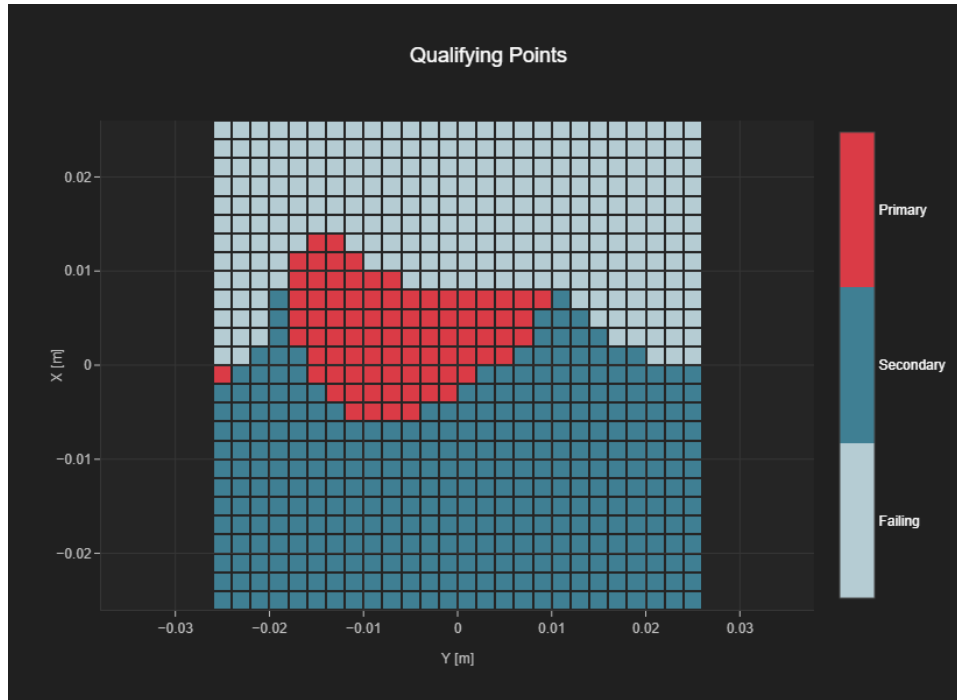 Qualifying Points
0.02
0.01
0
−0.01
−0.02
X [m]
−0.03
−0.02
−0.01
0
0.01
0.02
0.03
Y [m]
Primary
Secondary
Failing